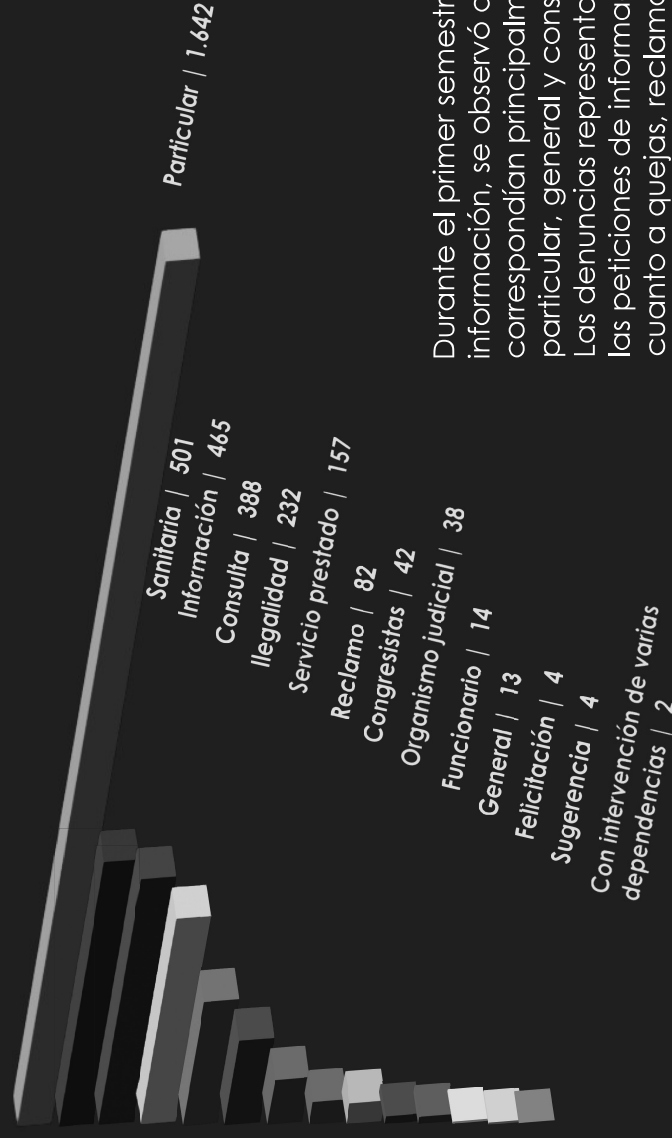 Particular | 1.642
Sanitaria | 501
Información | 465
Consulta | 388
Ilegalidad | 232
Servicio prestado | 157
Reclamo | 82
Congresistas | 42
Organismo judicial | 38
Funcionario | 14
General | 13
Felicitación | 4
Sugerencia | 4
Con intervención de varias
dependencias | 2
Durante el primer semestr
información, se observó
correspondían principalm
particular, general y cons
Las denuncias represent
las peticiones de informa
cuanto a quejas, reclam